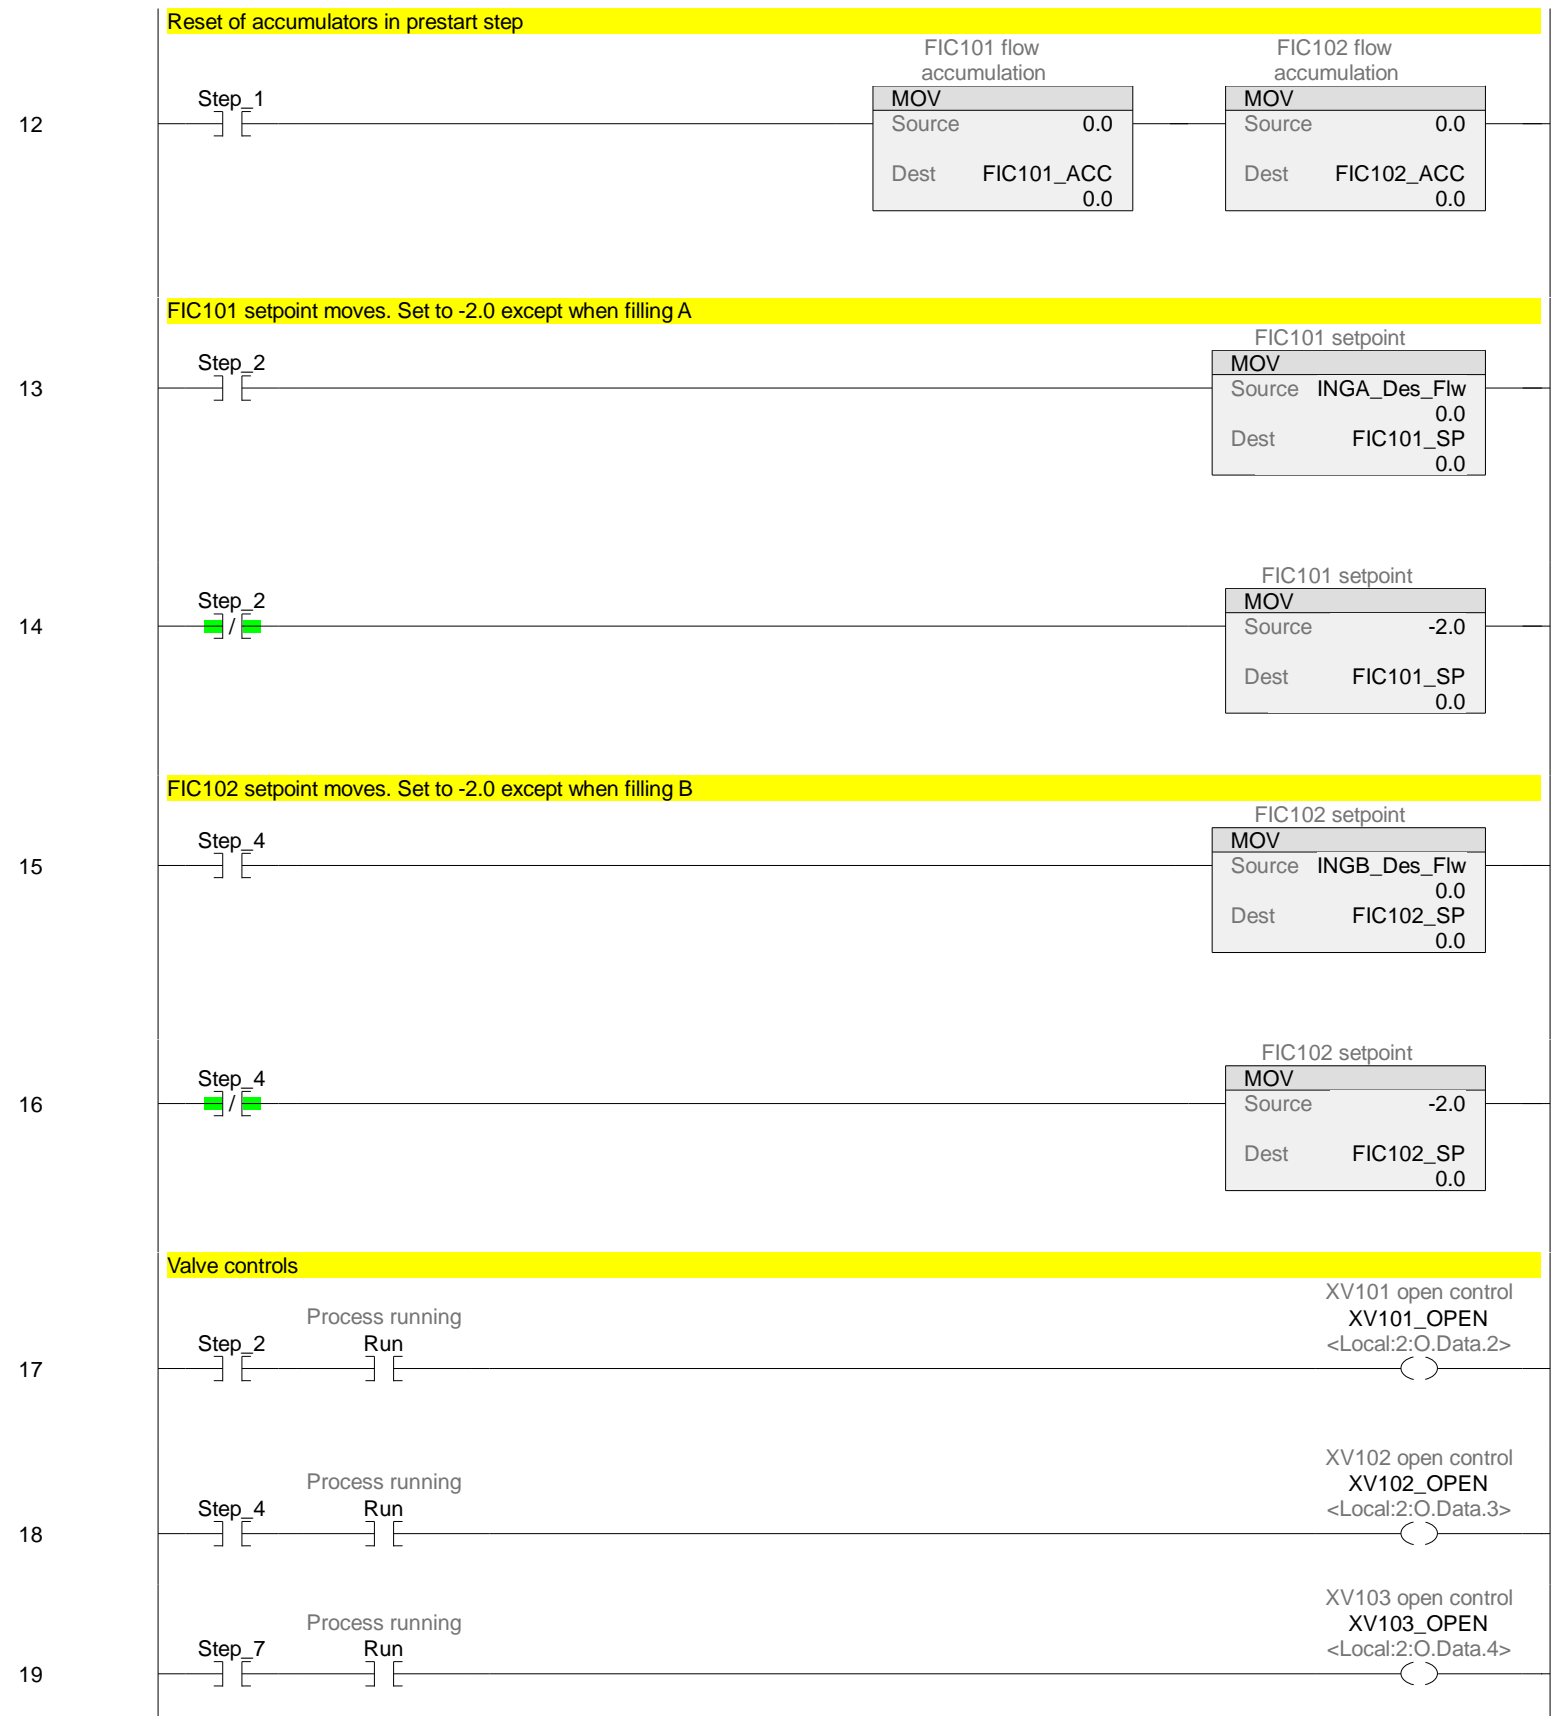 Reset of accumulators in prestart step
FIC101 flow accumulation
FIC102 flow accumulation
12
Step_1
MOV
Source 0.0
Dest FIC101_ACC
0.0
MOV
Source 0.0
Dest FIC102_ACC
0.0
FIC101 setpoint moves. Set to -2.0 except when filling A
FIC101 setpoint
13
Step_2
MOV
Source INGA_Des_Flw
0.0
Dest FIC101_SP
0.0
FIC101 setpoint
14
Step_2
/
MOV
Source -2.0
Dest FIC101_SP
0.0
FIC102 setpoint moves. Set to -2.0 except when filling B
FIC102 setpoint
15
Step_4
MOV
Source INGB_Des_Flw
0.0
Dest FIC102_SP
0.0
FIC102 setpoint
16
Step_4
/
MOV
Source -2.0
Dest FIC102_SP
0.0
Valve controls
17
Step_2
Process running
Run
XV101 open control
XV101_OPEN
<Local:2:O.Data.2>
18
Step_4
Process running
Run
XV102 open control
XV102_OPEN
<Local:2:O.Data.3>
19
Step_7
Process running
Run
XV103 open control
XV103_OPEN
<Local:2:O.Data.4>